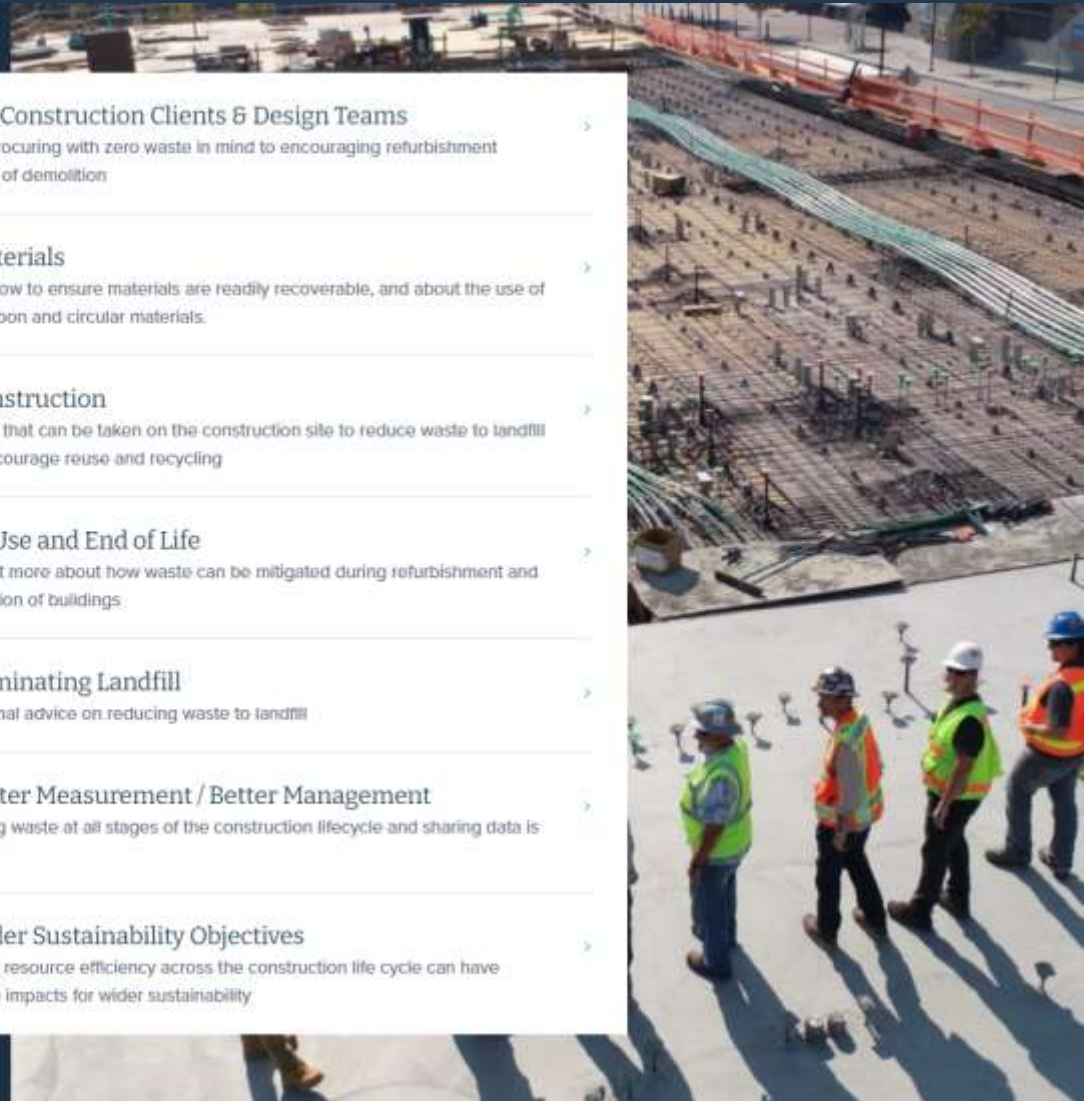 Construction Clients & Design Teams
ocuring with zero waste in mind to encouraging refurbishment
of demolition
terials
ow to ensure materials are readily recoverable, and about the use of
bon and circular materials.
nstruction
that can be taken on the construction site to reduce waste to landfill
courage reuse and recycling
Use and End of Life
t more about how waste can be mitigated during refurbishment and
ion of buildings
minating Landfill
nal advice on reducing waste to landfill
ter Measurement / Better Management
g waste at all stages of the construction lifecycle and sharing data is
der Sustainability Objectives
resource efficiency across the construction life cycle can have
impacts for wider sustainability